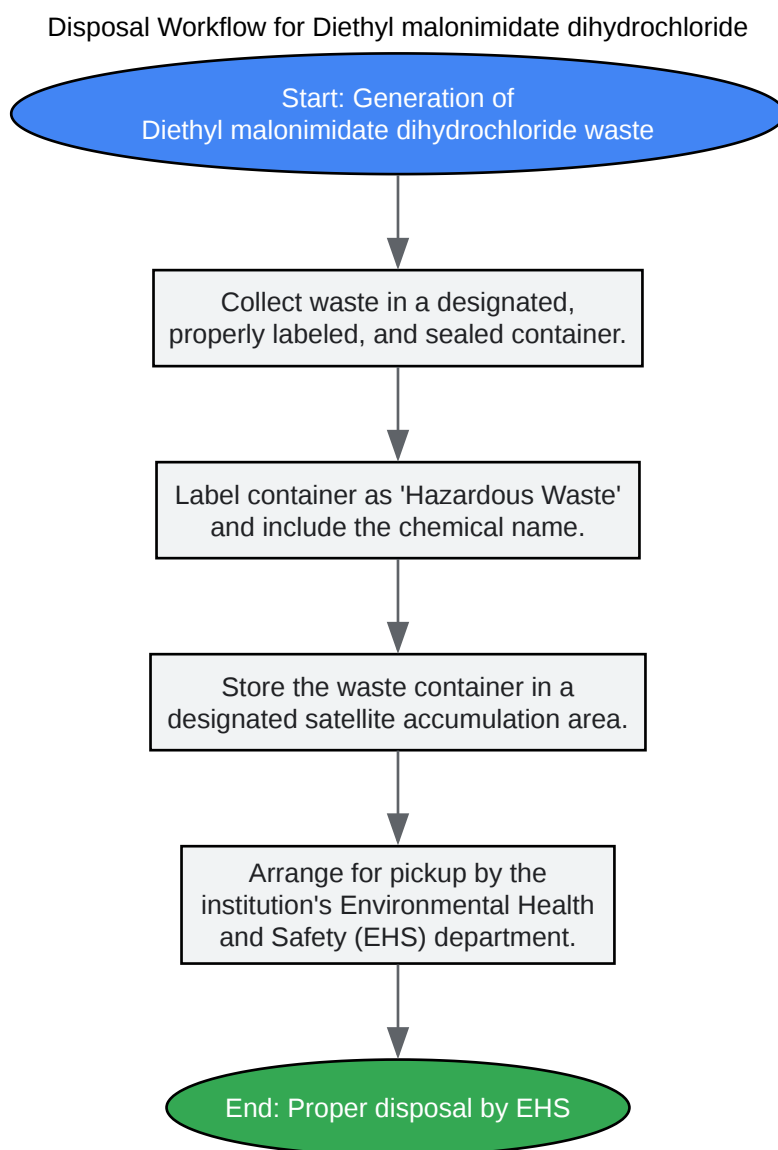 Disposal Workflow for Diethyl malonimidate dihydrochloride
Start: Generation of
Diethyl malonimidate dihydrochloride waste
Collect waste in a designated,
properly labeled, and sealed container.
Label container as 'Hazardous Waste'
and include the chemical name.
Store the waste container in a
designated satellite accumulation area.
Arrange for pickup by the
institution's Environmental Health
and Safety (EHS) department.
End: Proper disposal by EHS